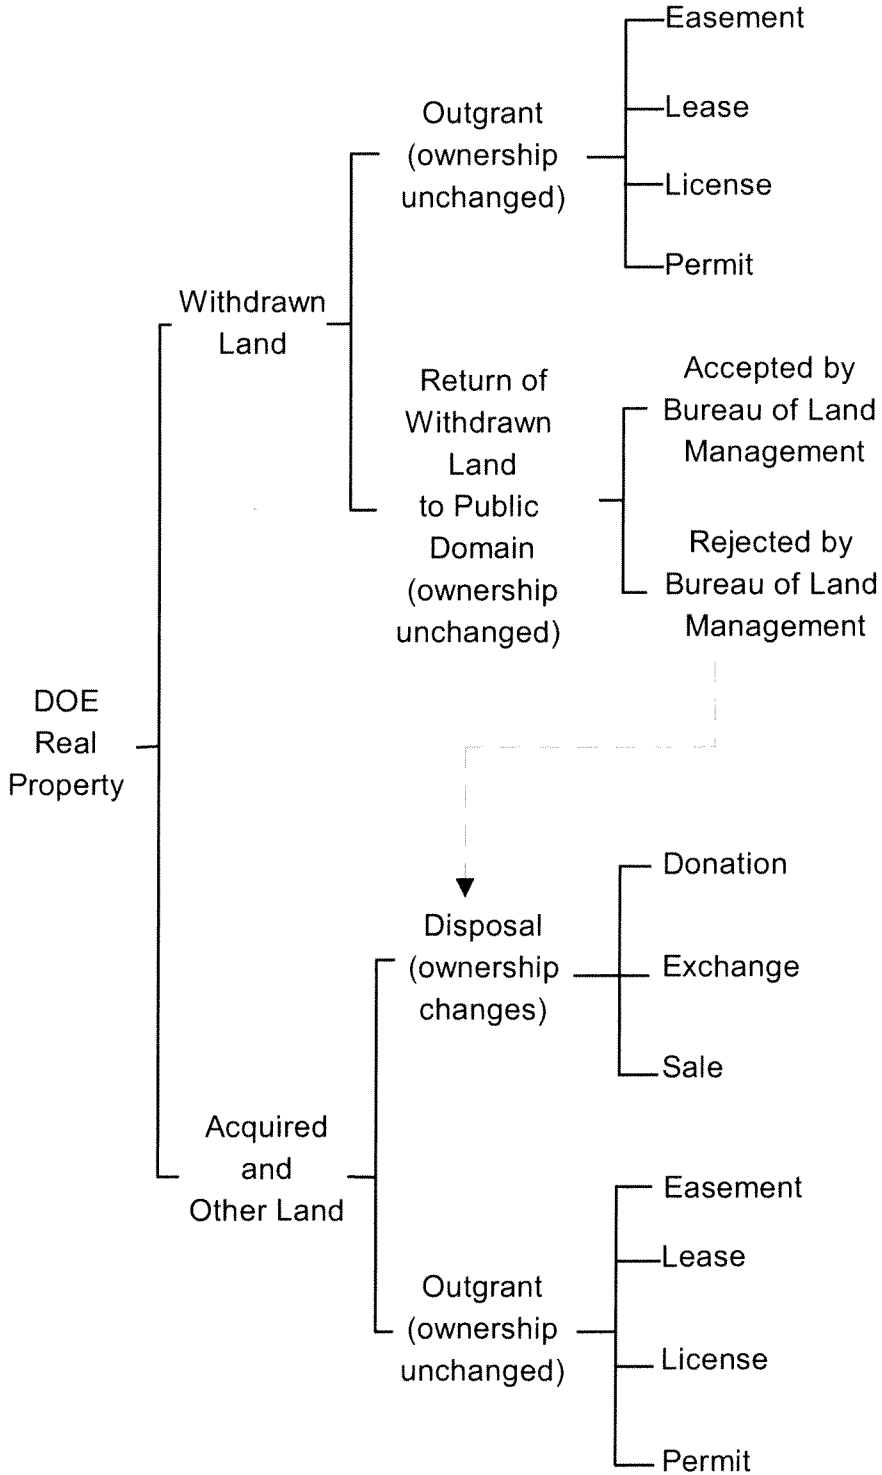 DOE
Real
Property
Withdrawn
Land
Outgrant
(ownership
unchanged)
Easement
Lease
License
Permit
Return of
Withdrawn
Land
to Public
Domain
(ownership
unchanged)
Accepted by
Bureau of Land
Management
Rejected by
Bureau of Land
Management
Acquired
and
Other Land
Disposal
(ownership
changes)
Donation
Exchange
Sale
Outgrant
(ownership
unchanged)
Easement
Lease
License
Permit